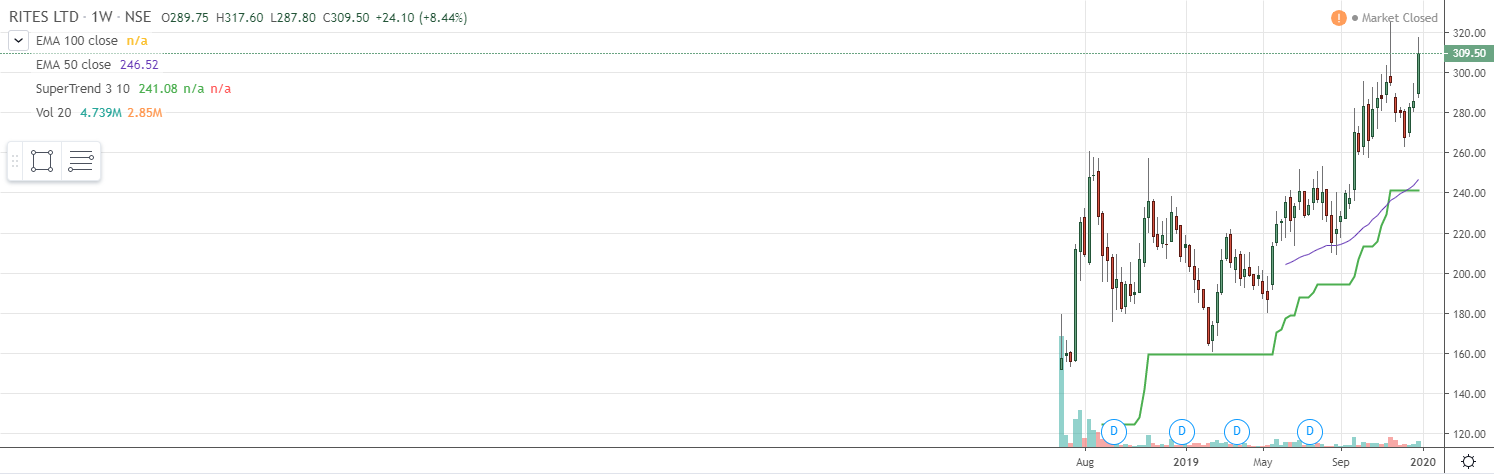 RITES LTD · 1W · NSE O289.75 H317.60 L287.80 C309.50 +24.10 (+8.44%)
! ● Market Closed
EMA 100 close n/a
EMA 50 close 246.52
SuperTrend 3 10 241.08 n/a n/a
Vol 20 4.739M 2.85M
320.00
309.50
300.00
280.00
260.00
240.00
220.00
200.00
180.00
160.00
140.00
120.00
D D D D
Aug 2019 May Sep 2020